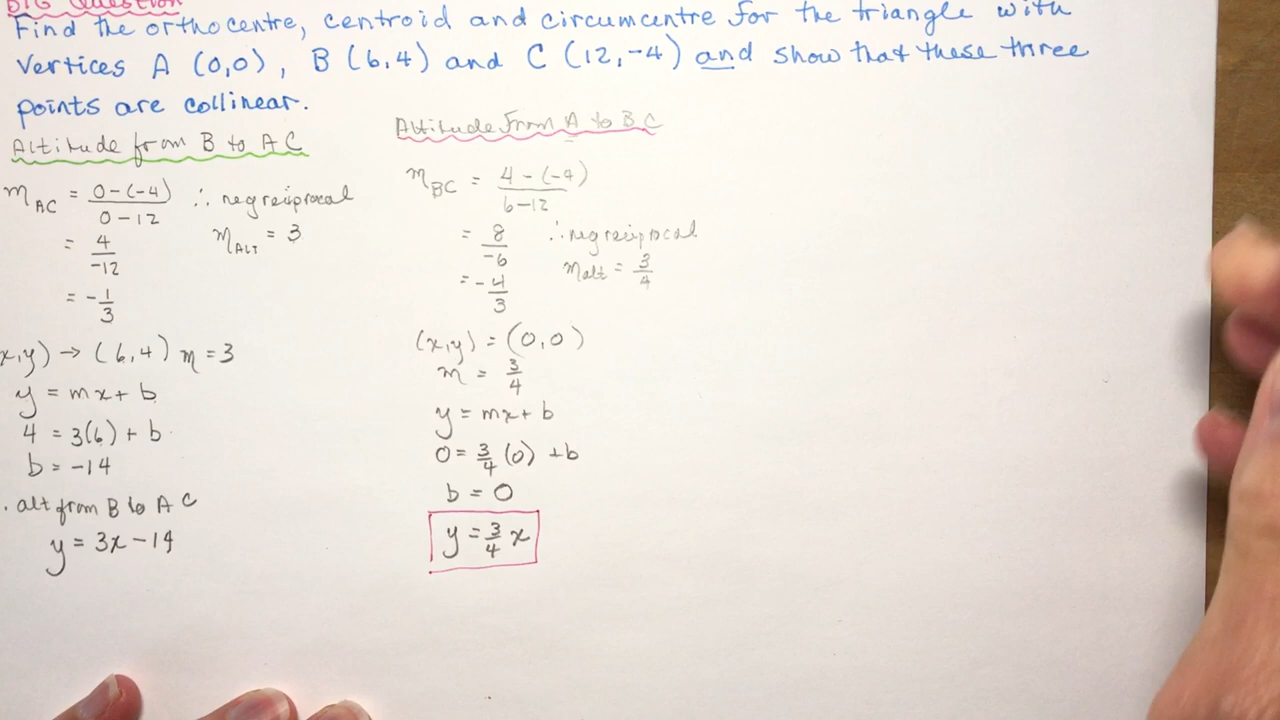 BIG Question
Find the orthocentre, centroid and circumcentre for the triangle with
vertices A (0,0), B (6,4) and C (12,-4) and show that these three
points are collinear.
Altitude from B to AC
m_AC = 0-(-4) / 0-12 ∴ neg reciprocal
m_ALT = 3
= 4/-12
= -1/3
x,y) → (6,4) m = 3
y = mx + b
4 = 3(6) + b
b = -14
. alt from B to AC
y = 3x - 14
Altitude from A to BC
m_BC = 4-(-4) / 6-12
= 8/-6 ∴ neg reciprocal
m_alt = 3/4
= -4/3
(x,y) = (0,0)
m = 3/4
y = mx + b
0 = 3/4 (0) + b
b = 0
y = 3/4 x